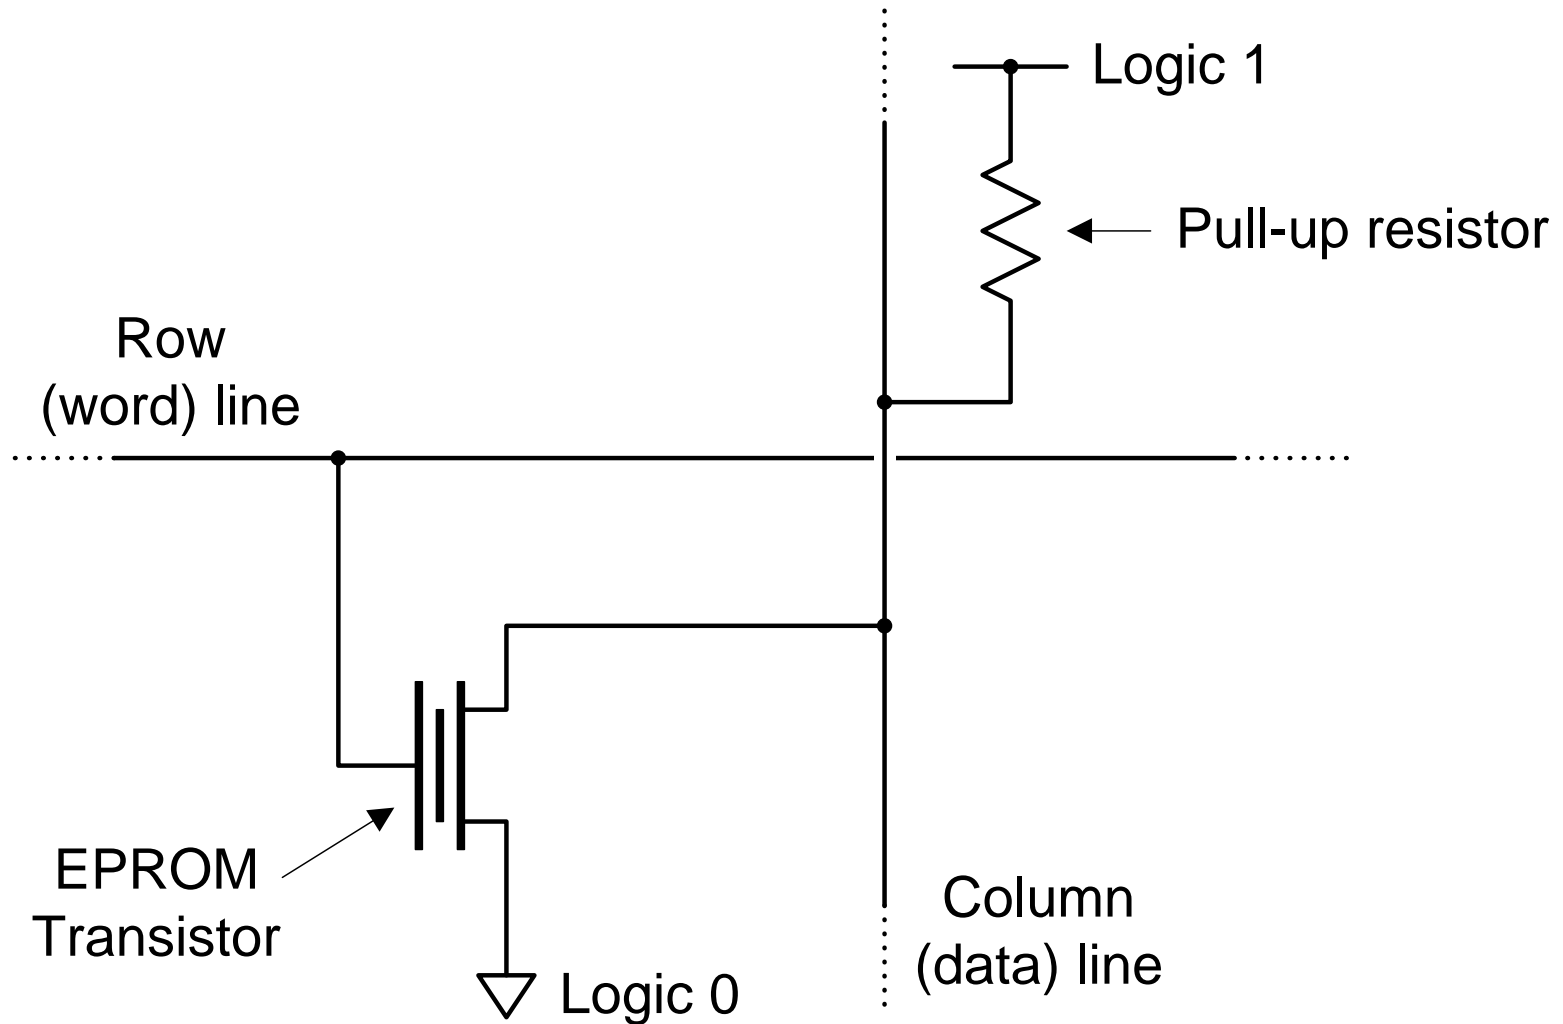 Logic 1
Pull-up resistor
Row
(word) line
EPROM
Transistor
Column
(data) line
Logic 0